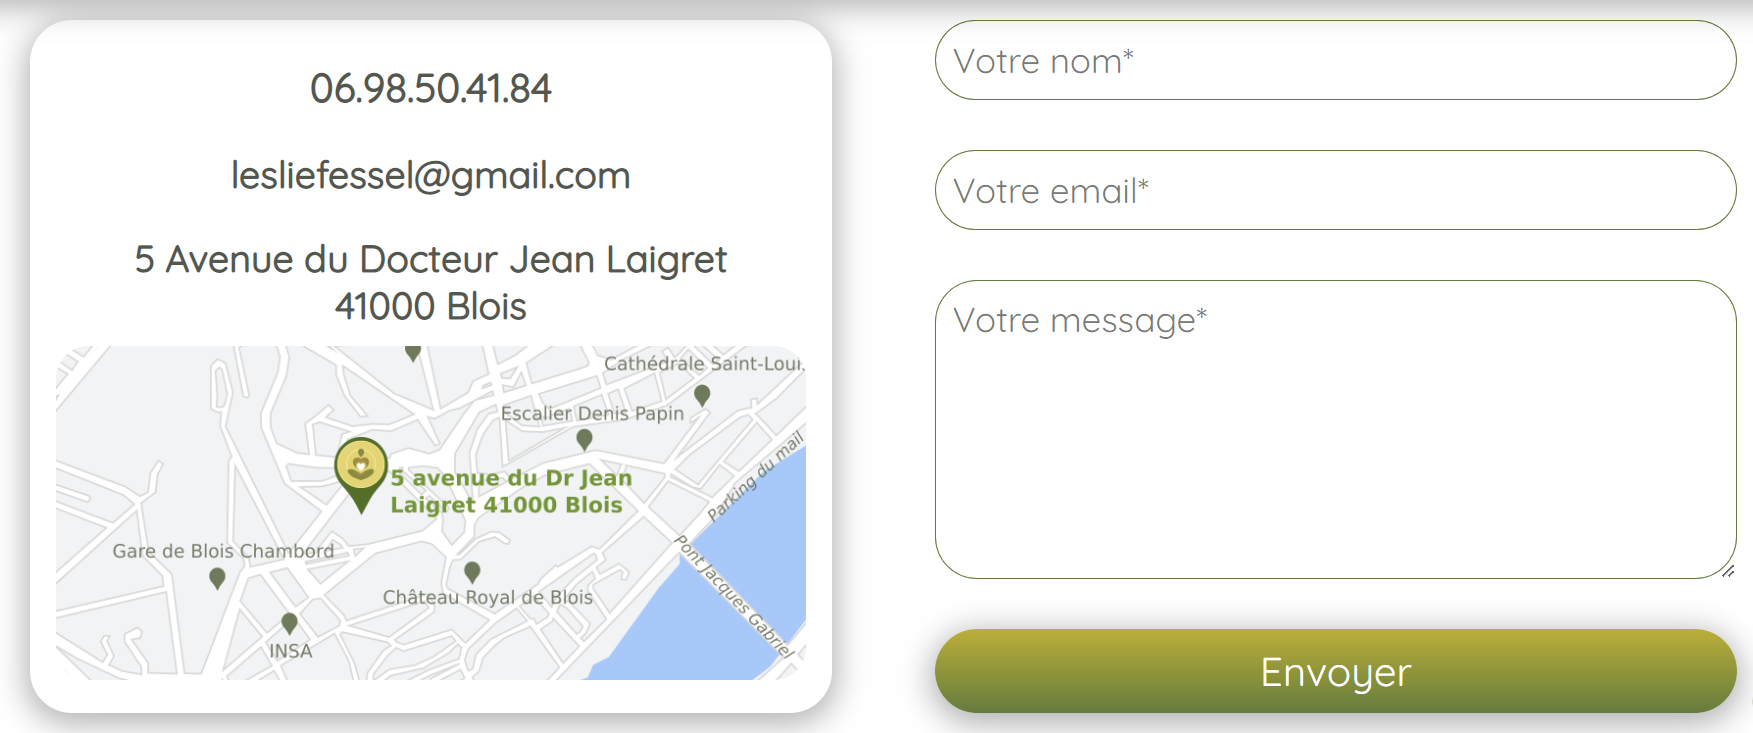 06.98.50.41.84
lesliefessel@gmail.com
5 Avenue du Docteur Jean Laigret
41000 Blois
Cathédrale Saint-Loui.
Escalier Denis Papin
5 avenue du Dr Jean
Laigret 41000 Blois
Parking du mail
Gare de Blois Chambord
Pont Jacques Gabriel
Château Royal de Blois
INSA
Votre nom*
Votre email*
Votre message*
Envoyer